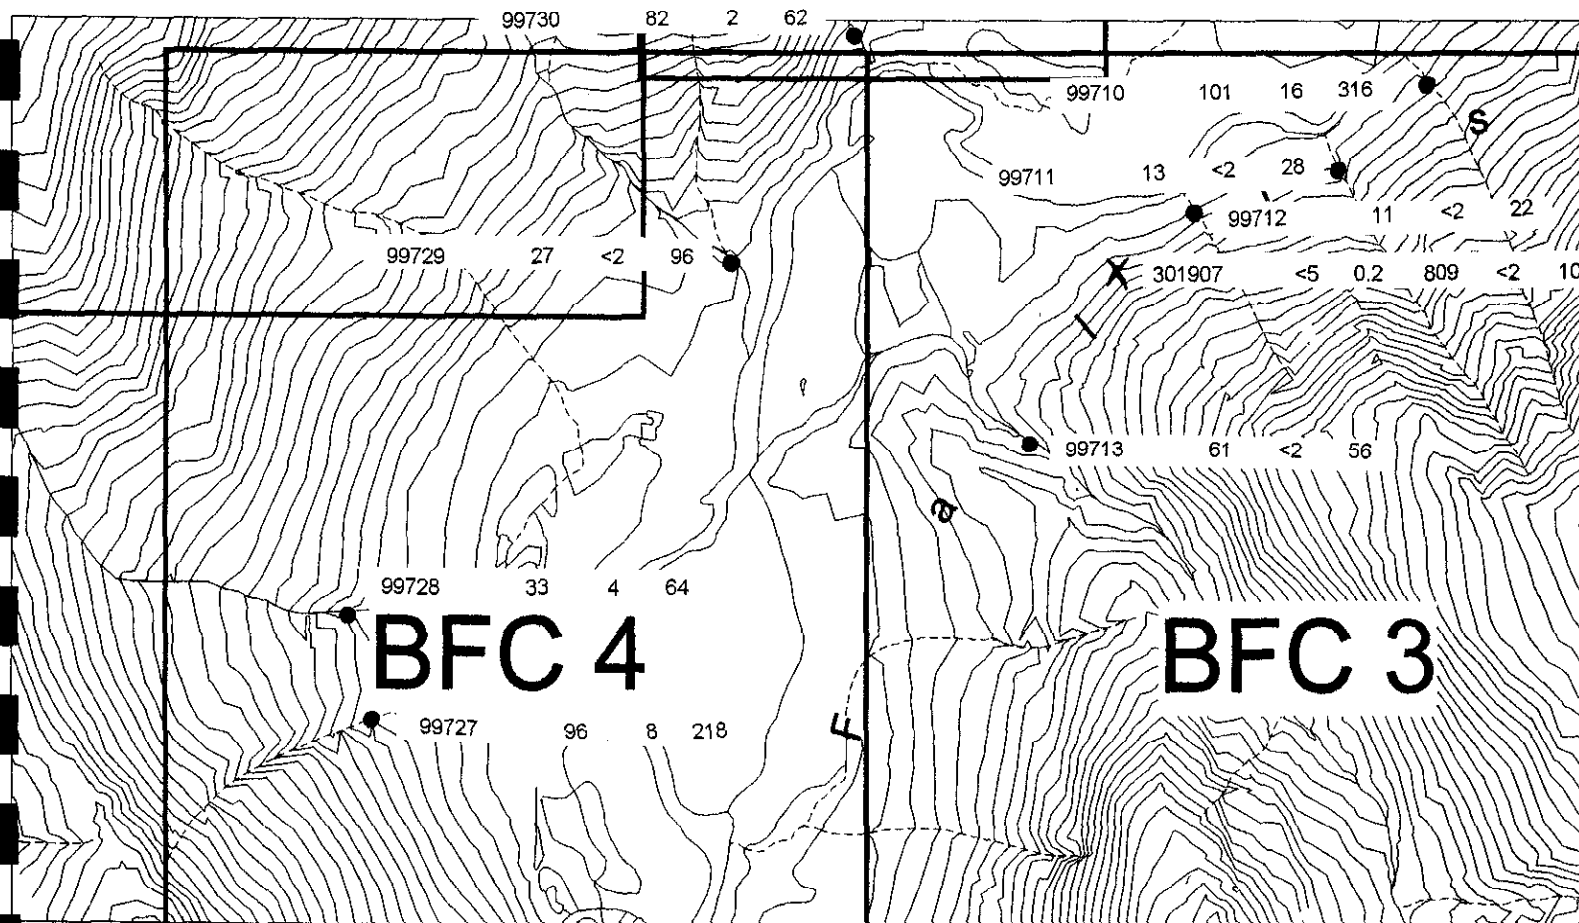 99730 82 2 62
99710 101 16 316
S
99711 13 <2 28
99712 11 <2 22
99729 27 <2 96
301907 <5 0.2 809 <2 10
l
99713 61 <2 56
a
99728 33 4 64
BFC 4
BFC 3
F
99727 96 8 218